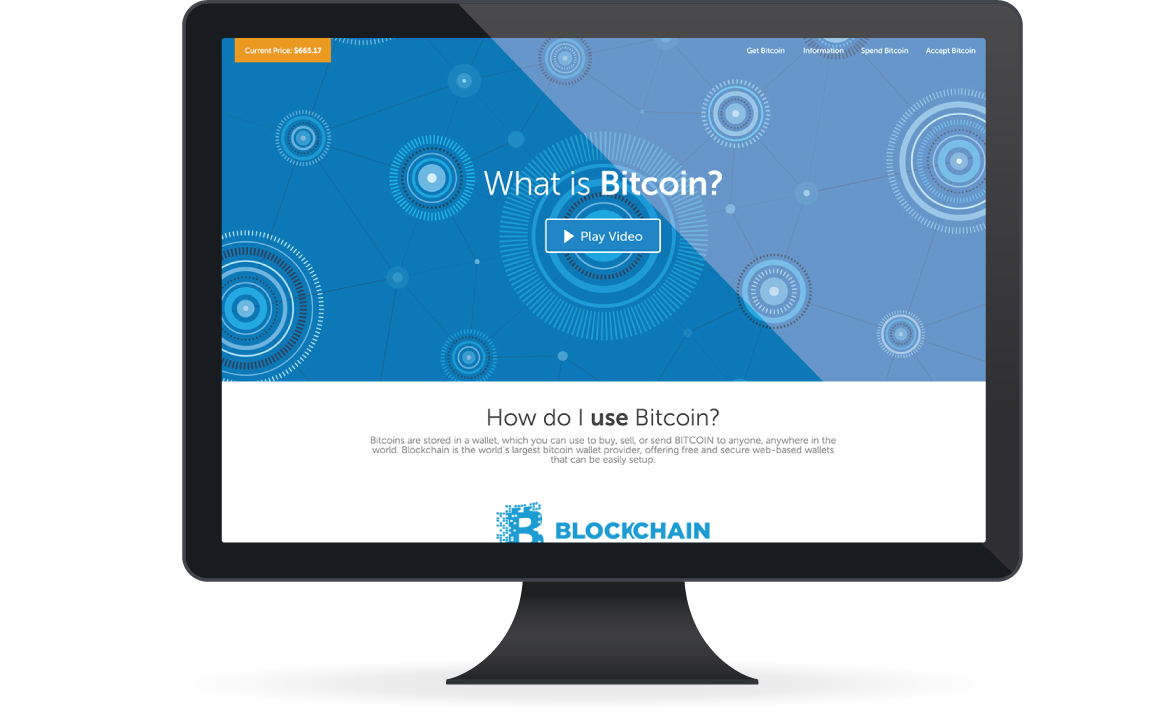 Current Price: $665.17
Get Bitcoin Information Spend Bitcoin Accept Bitcoin
What is Bitcoin?
Play Video
How do I use Bitcoin?
Bitcoins are stored in a wallet, which you can use to buy, sell, or send BITCOIN to anyone, anywhere in the
world. Blockchain is the world's largest bitcoin wallet provider, offering free and secure web-based wallets
that can be easily setup.
BLOCKCHAIN